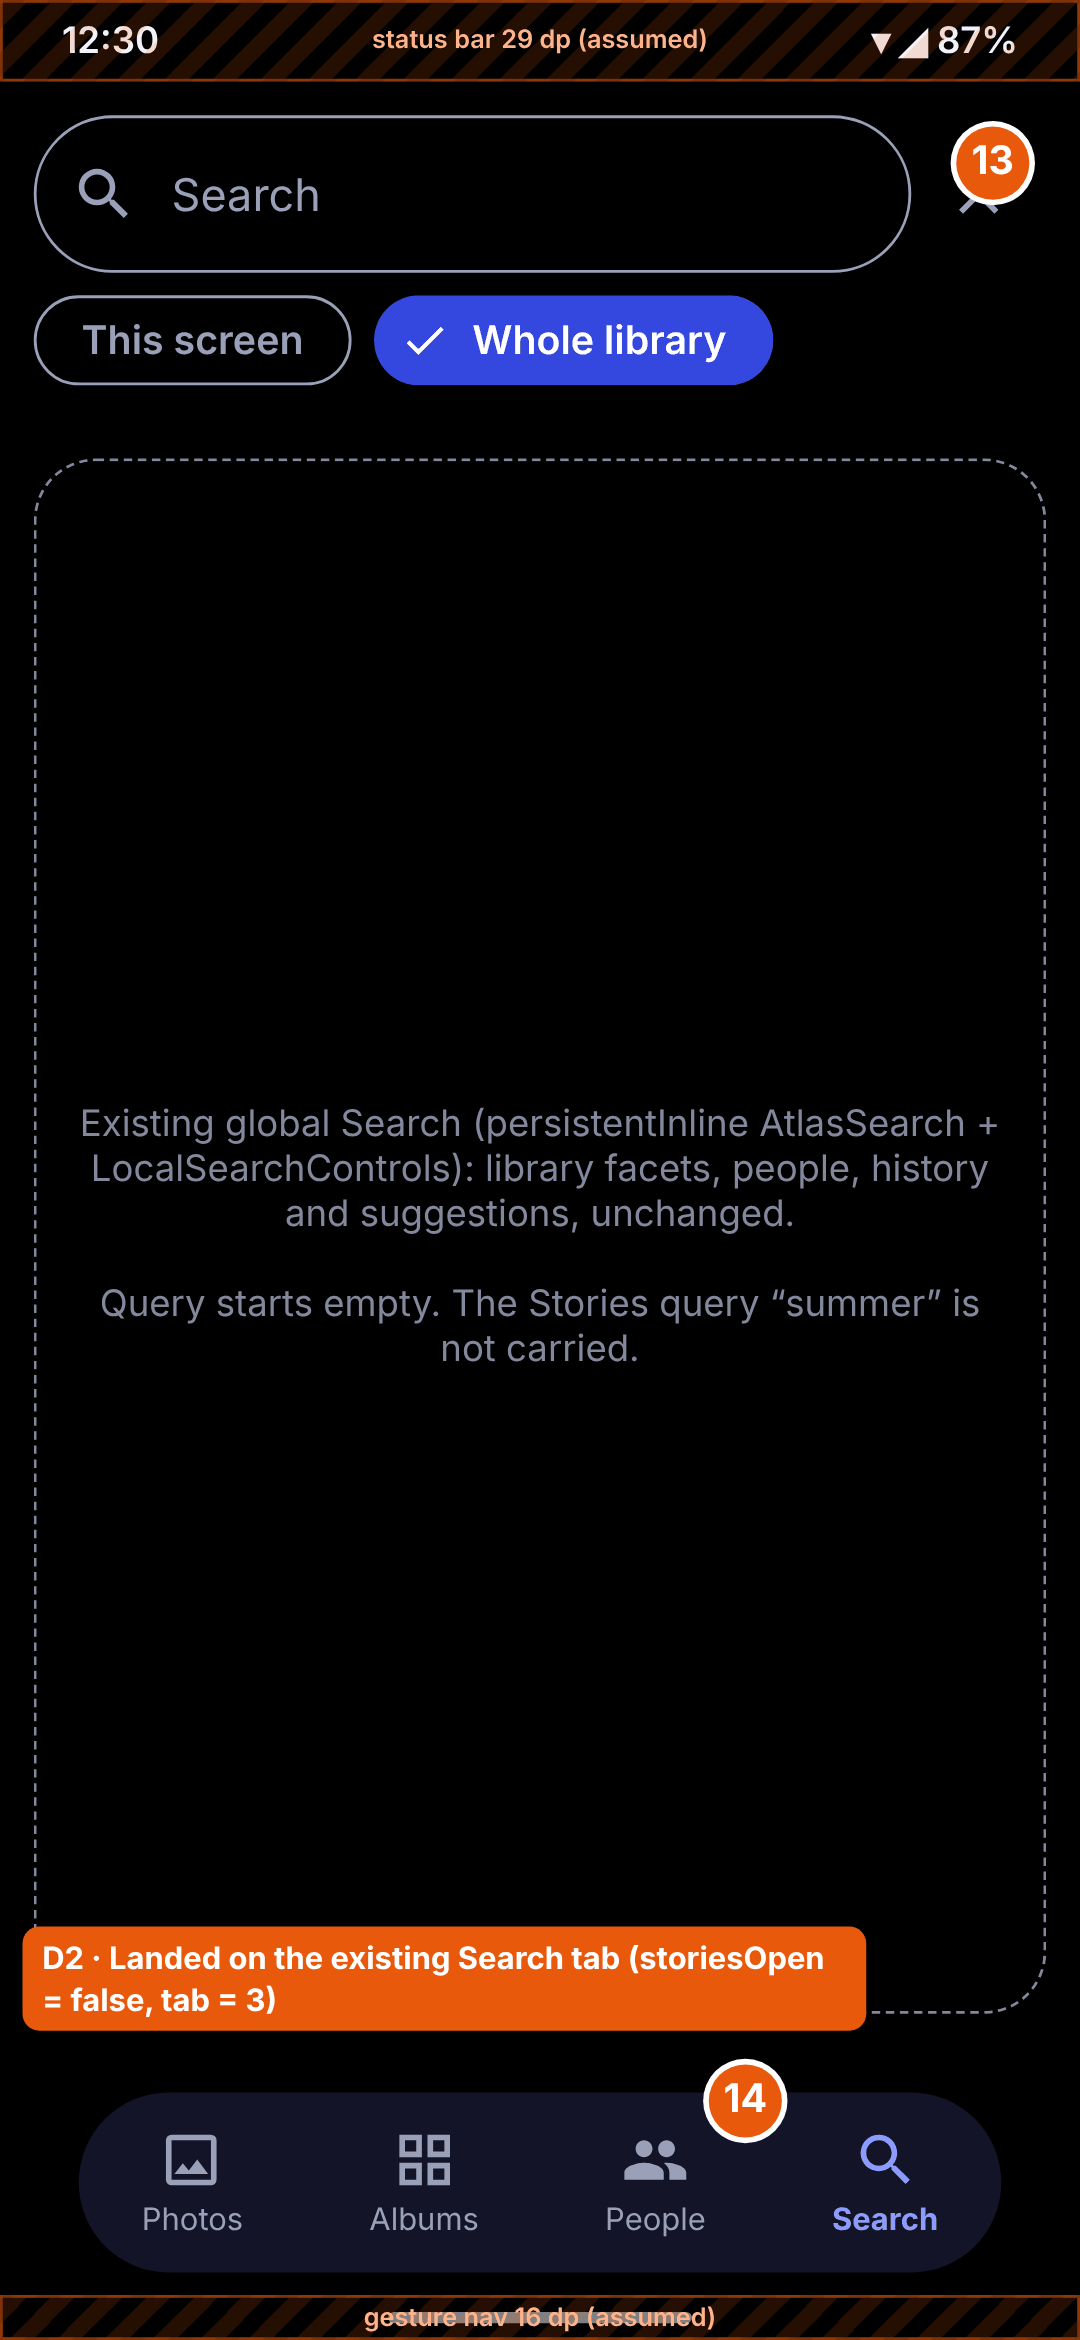 12:30
status bar 29 dp (assumed)
87%
13
Search
This screen
Whole library
Existing global Search (persistentInline AtlasSearch +
LocalSearchControls): library facets, people, history
and suggestions, unchanged.
Query starts empty. The Stories query “summer” is
not carried.
D2 · Landed on the existing Search tab (storiesOpen
= false, tab = 3)
14
Photos
Albums
People
Search
gesture nav 16 dp (assumed)